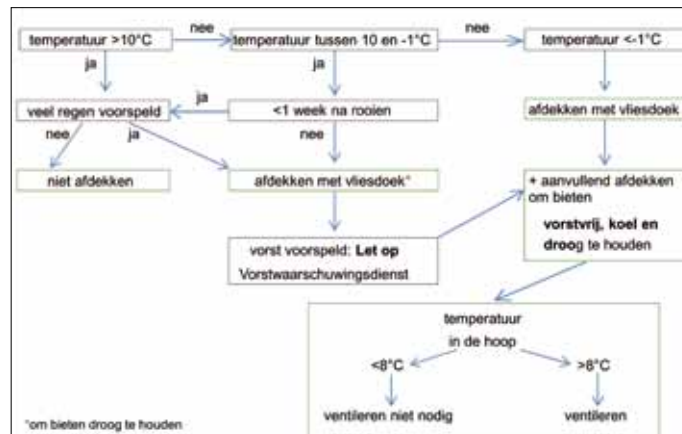 temperatuur >10°C
nee
temperatuur tussen 10 en -1°C
nee
temperatuur <-1°C
ja
ja
veel regen voorspeld
ja
<1 week na rooien
afdekken met vliesdoek
nee
ja
nee
niet afdekken
afdekken met vliesdoek*
+ aanvullend afdekken
om bieten
vorstvrij, koel en
droog te houden
vorst voorspeld: Let op
Vorstwaarschuwingsdienst
temperatuur
in de hoop
<8°C
>8°C
ventileren niet nodig
ventileren
*om bieten droog te houden